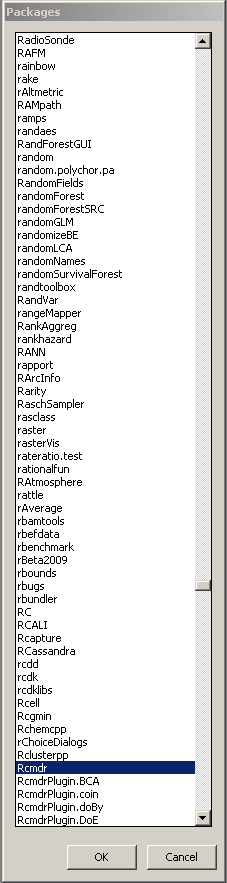 Packages
RadioSonde
RAFM
rainbow
rake
rAltmetric
RAMpath
ramps
randaes
RandForestGUI
random
random.polychor.pa
RandomFields
randomForest
randomForestSRC
randomGLM
randomizeBE
randomLCA
randomNames
randomSurvivalForest
randtoolbox
RandVar
rangeMapper
RankAggreg
rankhazard
RANN
rapport
RArcInfo
Rarity
RaschSampler
rasclass
raster
rasterVis
rateratio.test
rationalfun
RAtmosphere
rattle
rAverage
rbamtools
rbefdata
rbenchmark
rBeta2009
rbounds
rbugs
rbundler
RC
RCALI
Rcapture
RCassandra
rcdd
rcdk
rcdklibs
Rcell
Rcgmin
Rchemcpp
rChoiceDialogs
Rclusterpp
Rcmdr
RcmdrPlugin.BCA
RcmdrPlugin.coin
RcmdrPlugin.doBy
RcmdrPlugin.DoE
OK Cancel